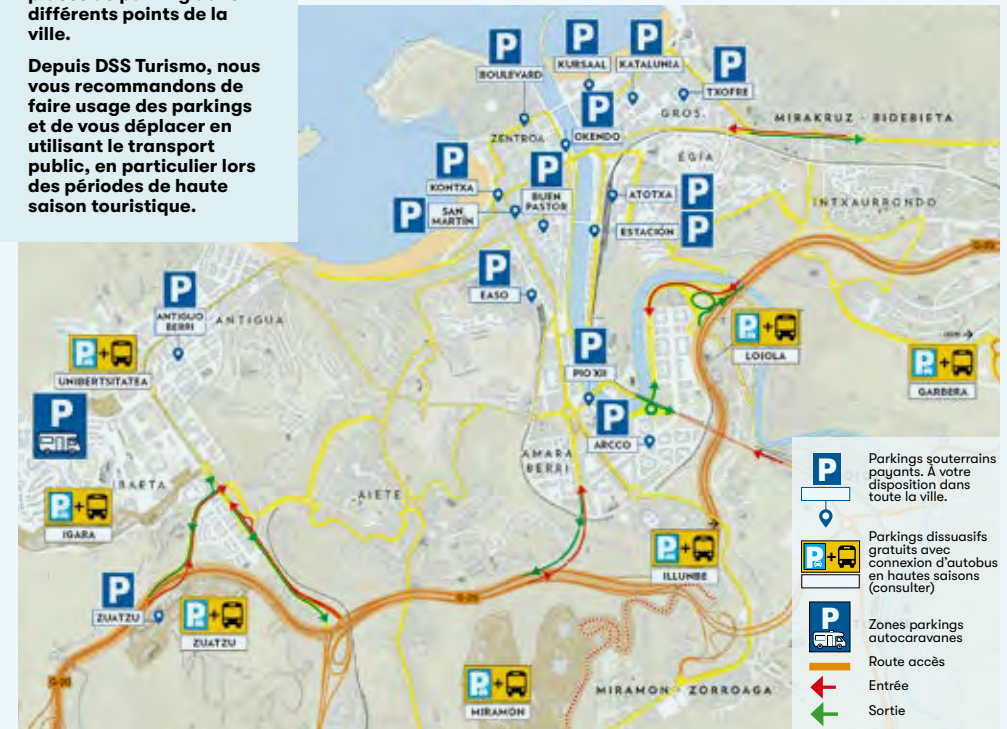 différents points de la
ville.
Depuis DSS Turismo, nous
vous recommandons de
faire usage des parkings
et de vous déplacer en
utilisant le transport
public, en particulier lors
des périodes de haute
saison touristique.
P
BOULEVARD
P
KURSAAL
P
KATALUNIA
P
TXOFRE
GROS
P
OKENDO
ZENTROA
MIRAKRUZ · BIDEBIETA
EGIA
P
KONTXA
P
BUEN
PASTOR
P
SAN
MARTÍN
ATOTXA
P
ESTACIÓN
P
INTXAURRONDO
P
EASO
P
ANTIGUO
BERRI
ANTIGUA
P+
UNIBERTSITATEA
P
P
PIO XII
P+
LOIOLA
P+
GARBERA
P
ARCCO
AMARA
BERRI
IBAETA
AIETE
P+
IGARA
P+
ILLUNBE
P
ZUATZU
P+
ZUATZU
P+
MIRAMON
MIRAMON · ZORROAGA
G-20
G-20
G-20
P
Parkings souterrains
payants. À votre
disposition dans
toute la ville.
P+
Parkings dissuasifs
gratuits avec
connexion d'autobus
en hautes saisons
(consulter)
P
Zones parkings
autocaravanes
Route accès
Entrée
Sortie